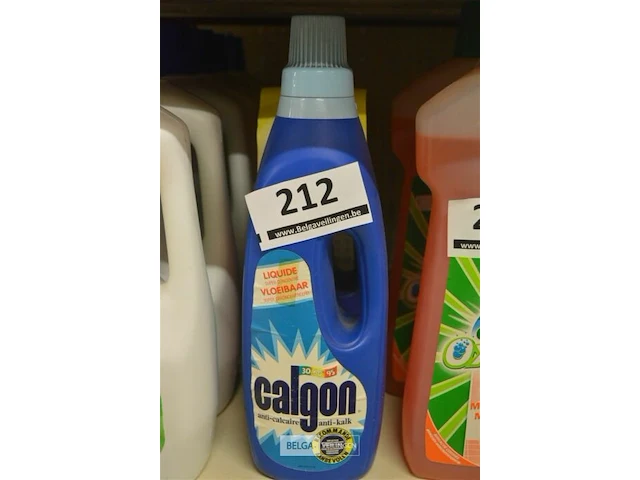 212
www.Belgaveilingen.be
LIQUIDE
VLOEIBAAR
30 95
calgon
anti-calcaire anti-kalk
BELGA